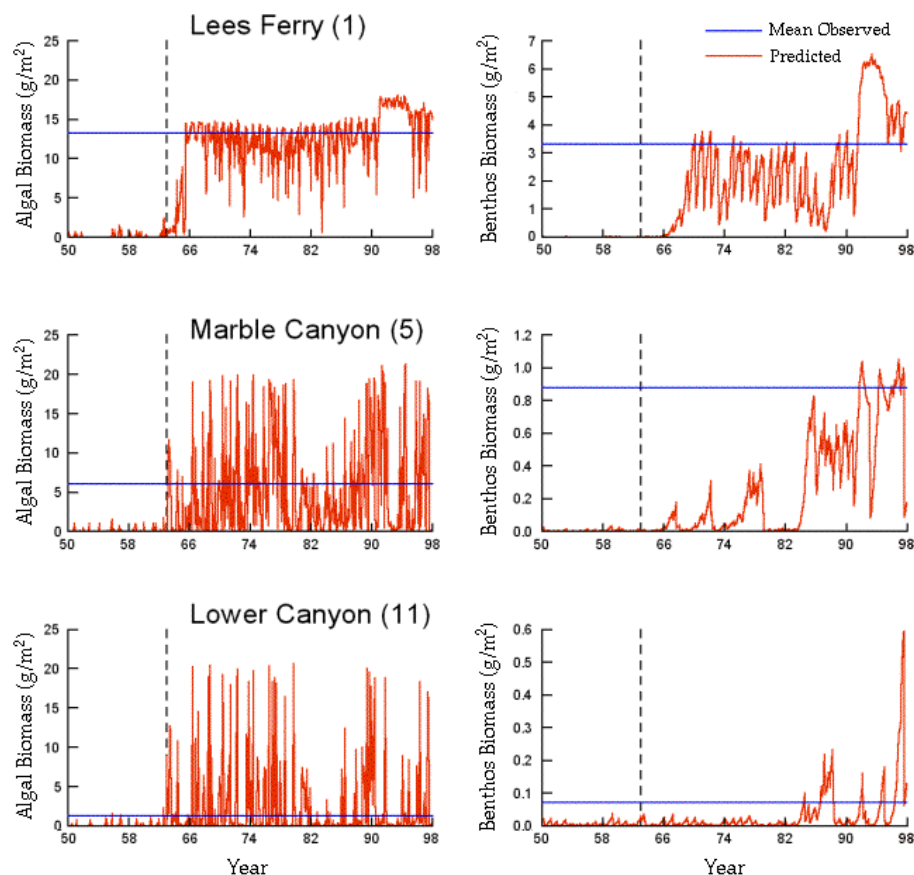 Lees Ferry (1)
Mean Observed
Predicted
Algal Biomass (g/m²)
25
20
15
10
5
0
50 58 66 74 82 90 98
Benthos Biomass (g/m²)
7
6
5
4
3
2
1
0
50 58 66 74 82 90 98
Marble Canyon (5)
Algal Biomass (g/m²)
25
20
15
10
5
0
50 58 66 74 82 90 98
Benthos Biomass (g/m²)
1.2
1.0
0.8
0.6
0.4
0.2
0.0
50 58 66 74 82 90 98
Lower Canyon (11)
Algal Biomass (g/m²)
25
20
15
10
5
0
50 58 66 74 82 90 98
Year
Benthos Biomass (g/m²)
0.6
0.5
0.4
0.3
0.2
0.1
0.0
50 58 66 74 82 90 98
Year